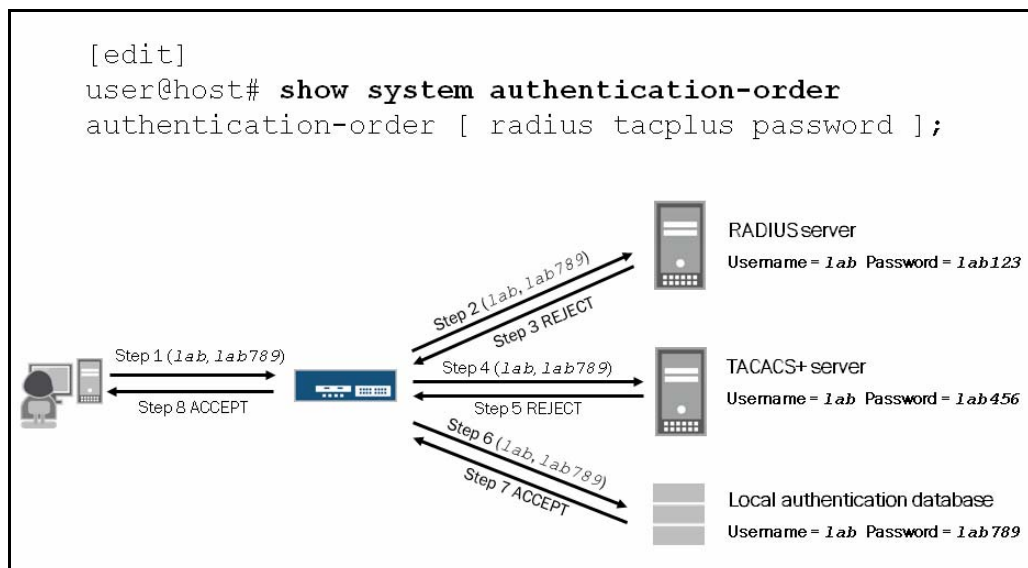 [edit]
user@host# show system authentication-order
authentication-order [ radius tacplus password ];
RADIUS server
Username = lab Password = lab123
Step 2 (lab, lab789)
Step 3 REJECT
Step 1 (lab, lab789)
Step 8 ACCEPT
Step 4 (lab, lab789)
Step 5 REJECT
TACACS+ server
Username = lab Password = lab456
Step 6 (lab, lab789)
Step 7 ACCEPT
Local authentication database
Username = lab Password = lab789